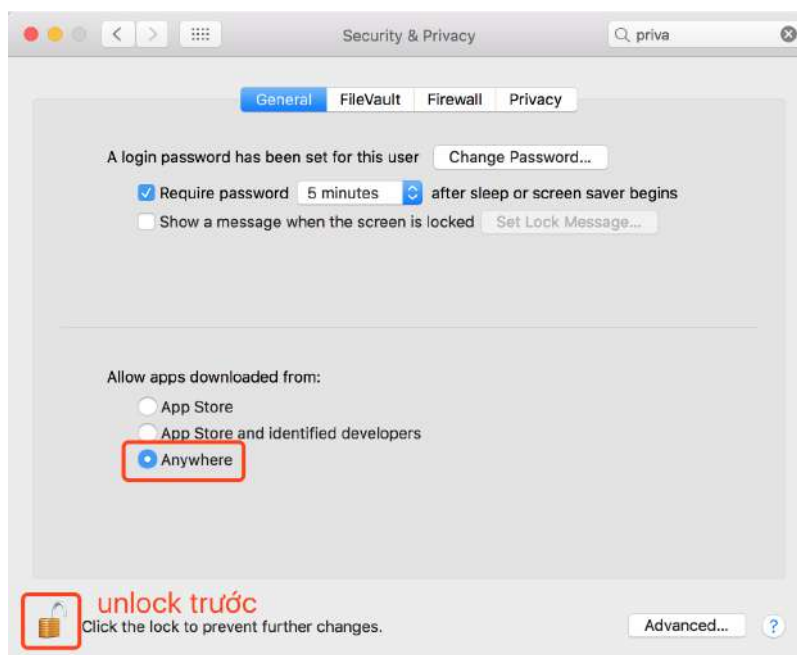 Security & Privacy
priva
General FileVault Firewall Privacy
A login password has been set for this user Change Password...
Require password 5 minutes after sleep or screen saver begins
Show a message when the screen is locked Set Lock Message...
Allow apps downloaded from:
App Store
App Store and identified developers
Anywhere
unlock trước
Click the lock to prevent further changes.
Advanced... ?